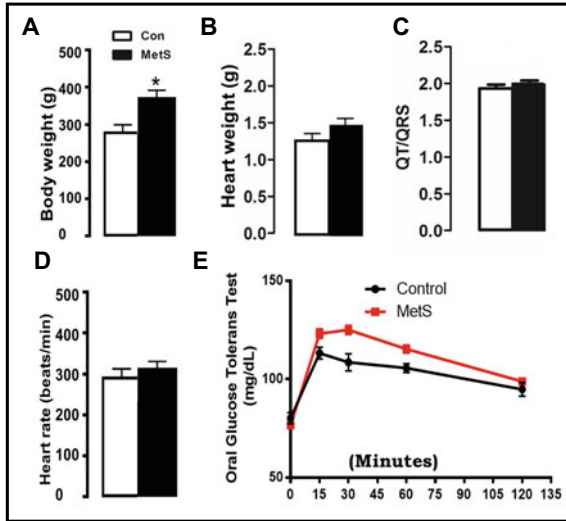 A
Con
MetS
*
Body weight (g)
500
400
300
200
100
0
B
Heart weight (g)
2.5
2.0
1.5
1.0
0.5
0.0
C
QT/QRS
2.5
2.0
1.5
1.0
0.5
0.0
D
Heart rate (beats/min)
500
400
300
200
100
0
E
Control
MetS
Oral Glucose Tolerans Test
(mg/dL)
150
100
50
(Minutes)
0 15 30 45 60 75 90 105 120 135